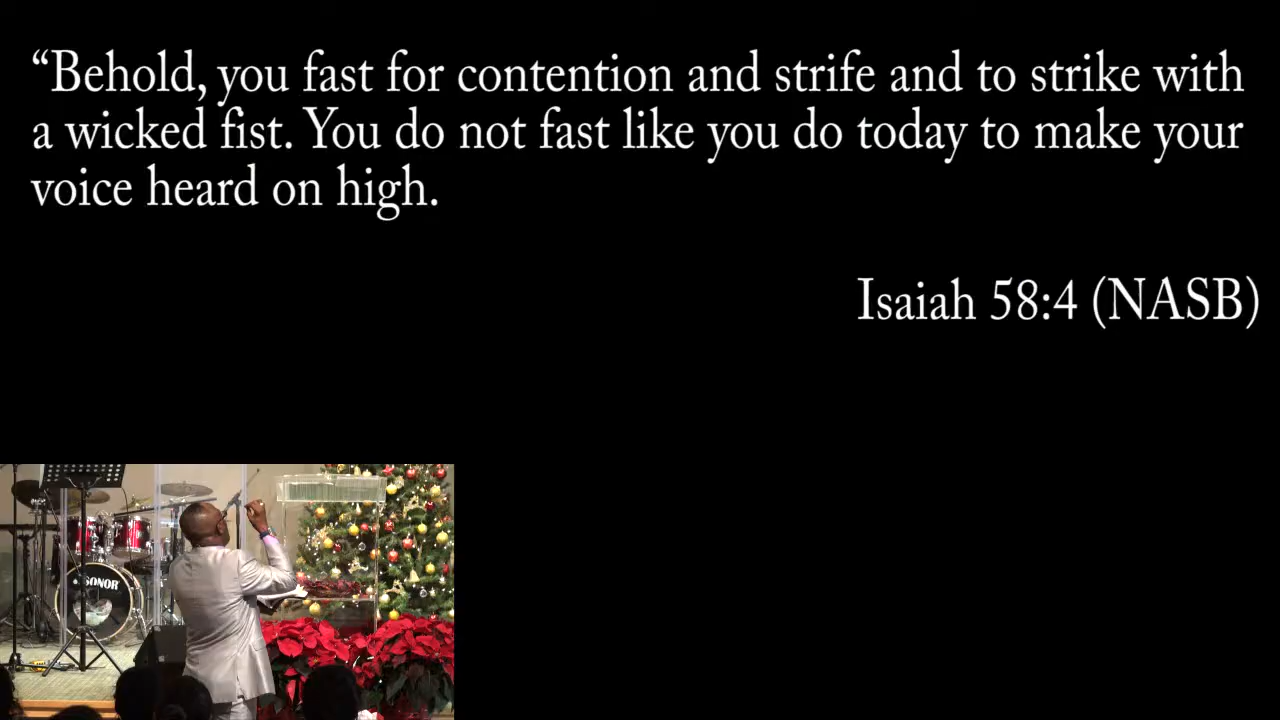 “Behold, you fast for contention and strife and to strike with
a wicked fist. You do not fast like you do today to make your
voice heard on high.
Isaiah 58:4 (NASB)
SONOR